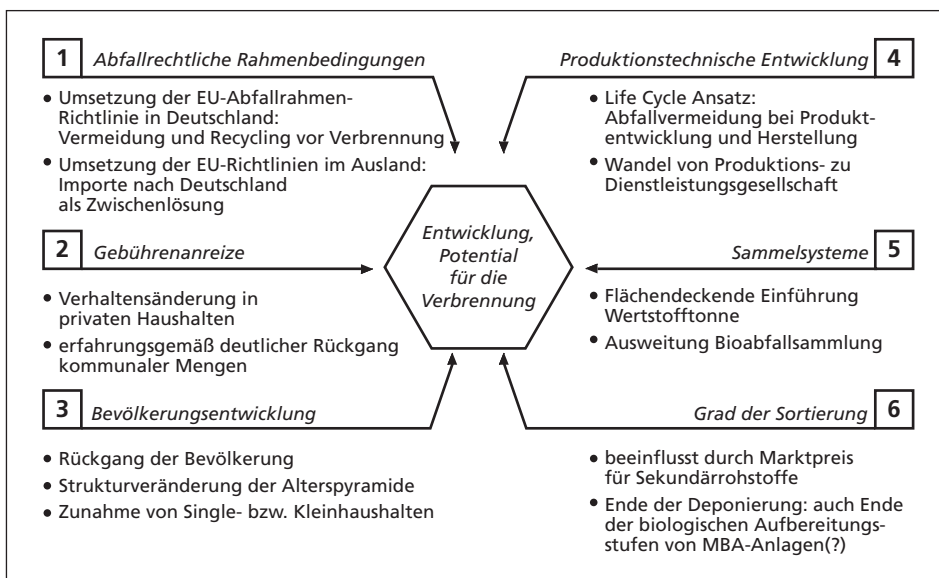 1 Abfallrechtliche Rahmenbedingungen
• Umsetzung der EU-Abfallrahmen-
Richtlinie in Deutschland:
Vermeidung und Recycling vor Verbrennung
• Umsetzung der EU-Richtlinien im Ausland:
Importe nach Deutschland
als Zwischenlösung
2 Gebührenanreize
• Verhaltensänderung in
privaten Haushalten
• erfahrungsgemäß deutlicher Rückgang
kommunaler Mengen
3 Bevölkerungsentwicklung
• Rückgang der Bevölkerung
• Strukturveränderung der Alterspyramide
• Zunahme von Single- bzw. Kleinhaushalten
Entwicklung,
Potential
für die
Verbrennung
Produktionstechnische Entwicklung 4
• Life Cycle Ansatz:
Abfallvermeidung bei Produkt-
entwicklung und Herstellung
• Wandel von Produktions- zu
Dienstleistungsgesellschaft
Sammelsysteme 5
• Flächendeckende Einführung
Wertstofftonne
• Ausweitung Bioabfallsammlung
Grad der Sortierung 6
• beeinflusst durch Marktpreis
für Sekundärrohstoffe
• Ende der Deponierung: auch Ende
der biologischen Aufbereitungs-
stufen von MBA-Anlagen(?)